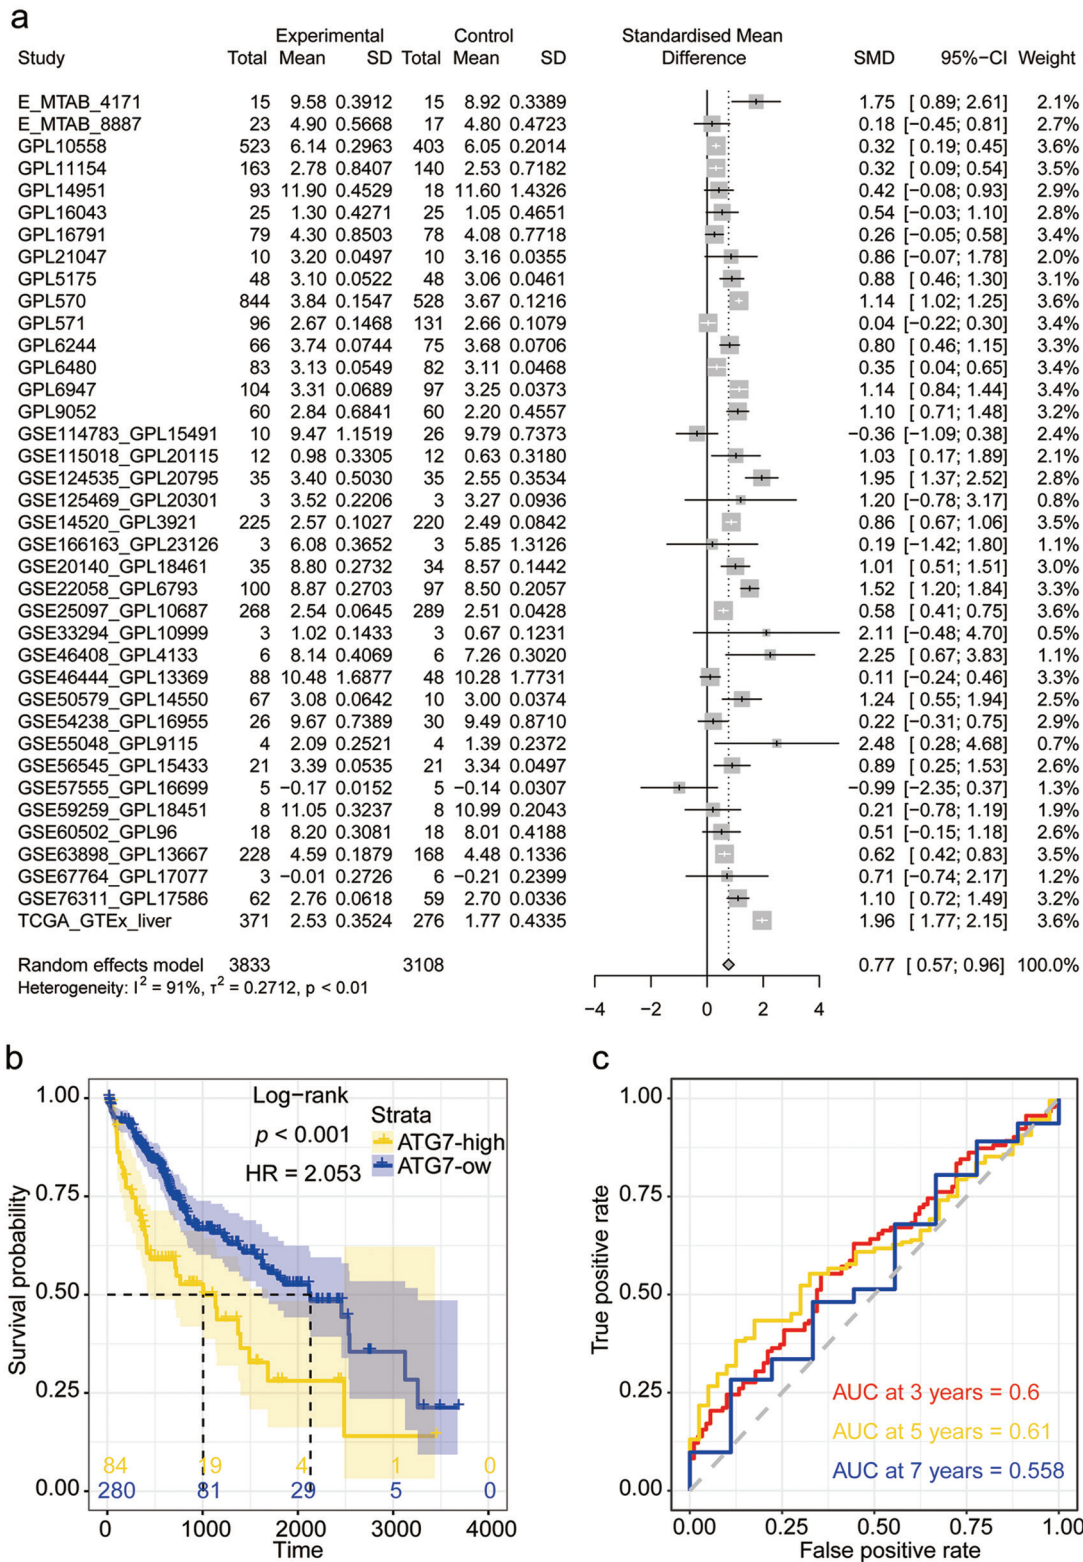 a
Experimental Control Standardised Mean
Study Total Mean SD Total Mean SD Difference SMD 95%−CI Weight
E_MTAB_4171 15 9.58 0.3912 15 8.92 0.3389 1.75 [ 0.89; 2.61] 2.1%
E_MTAB_8887 23 4.90 0.5668 17 4.80 0.4723 0.18 [−0.45; 0.81] 2.7%
GPL10558 523 6.14 0.2963 403 6.05 0.2014 0.32 [ 0.19; 0.45] 3.6%
GPL11154 163 2.78 0.8407 140 2.53 0.7182 0.32 [ 0.09; 0.54] 3.5%
GPL14951 93 11.90 0.4529 18 11.60 1.4326 0.42 [−0.08; 0.93] 2.9%
GPL16043 25 1.30 0.4271 25 1.05 0.4651 0.54 [−0.03; 1.10] 2.8%
GPL16791 79 4.30 0.8503 78 4.08 0.7718 0.26 [−0.05; 0.58] 3.4%
GPL21047 10 3.20 0.0497 10 3.16 0.0355 0.86 [−0.07; 1.78] 2.0%
GPL5175 48 3.10 0.0522 48 3.06 0.0461 0.88 [ 0.46; 1.30] 3.1%
GPL570 844 3.84 0.1547 528 3.67 0.1216 1.14 [ 1.02; 1.25] 3.6%
GPL571 96 2.67 0.1468 131 2.66 0.1079 0.04 [−0.22; 0.30] 3.4%
GPL6244 66 3.74 0.0744 75 3.68 0.0706 0.80 [ 0.46; 1.15] 3.3%
GPL6480 83 3.13 0.0549 82 3.11 0.0468 0.35 [ 0.04; 0.65] 3.4%
GPL6947 104 3.31 0.0689 97 3.25 0.0373 1.14 [ 0.84; 1.44] 3.4%
GPL9052 60 2.84 0.6841 60 2.20 0.4557 1.10 [ 0.71; 1.48] 3.2%
GSE114783_GPL15491 10 9.47 1.1519 26 9.79 0.7373 −0.36 [−1.09; 0.38] 2.4%
GSE115018_GPL20115 12 0.98 0.3305 12 0.63 0.3180 1.03 [ 0.17; 1.89] 2.1%
GSE124535_GPL20795 35 3.40 0.5030 35 2.55 0.3534 1.95 [ 1.37; 2.52] 2.8%
GSE125469_GPL20301 3 3.52 0.2206 3 3.27 0.0936 1.20 [−0.78; 3.17] 0.8%
GSE14520_GPL3921 225 2.57 0.1027 220 2.49 0.0842 0.86 [ 0.67; 1.06] 3.5%
GSE166163_GPL23126 3 6.08 0.3652 3 5.85 1.3126 0.19 [−1.42; 1.80] 1.1%
GSE20140_GPL18461 35 8.80 0.2732 34 8.57 0.1442 1.01 [ 0.51; 1.51] 3.0%
GSE22058_GPL6793 100 8.87 0.2703 97 8.50 0.2057 1.52 [ 1.20; 1.84] 3.3%
GSE25097_GPL10687 268 2.54 0.0645 289 2.51 0.0428 0.58 [ 0.41; 0.75] 3.6%
GSE33294_GPL10999 3 1.02 0.1433 3 0.67 0.1231 2.11 [−0.48; 4.70] 0.5%
GSE46408_GPL4133 6 8.14 0.4069 6 7.26 0.3020 2.25 [ 0.67; 3.83] 1.1%
GSE46444_GPL13369 88 10.48 1.6877 48 10.28 1.7731 0.11 [−0.24; 0.46] 3.3%
GSE50579_GPL14550 67 3.08 0.0642 10 3.00 0.0374 1.24 [ 0.55; 1.94] 2.5%
GSE54238_GPL16955 26 9.67 0.7389 30 9.49 0.8710 0.22 [−0.31; 0.75] 2.9%
GSE55048_GPL9115 4 2.09 0.2521 4 1.39 0.2372 2.48 [ 0.28; 4.68] 0.7%
GSE56545_GPL15433 21 3.39 0.0535 21 3.34 0.0497 0.89 [ 0.25; 1.53] 2.6%
GSE57555_GPL16699 5 −0.17 0.0152 5 −0.14 0.0307 −0.99 [−2.35; 0.37] 1.3%
GSE59259_GPL18451 8 11.05 0.3237 8 10.99 0.2043 0.21 [−0.78; 1.19] 1.9%
GSE60502_GPL96 18 8.20 0.3081 18 8.01 0.4188 0.51 [−0.15; 1.18] 2.6%
GSE63898_GPL13667 228 4.59 0.1879 168 4.48 0.1336 0.62 [ 0.42; 0.83] 3.5%
GSE67764_GPL17077 3 −0.01 0.2726 6 −0.21 0.2399 0.71 [−0.74; 2.17] 1.3%
GSE76311_GPL17586 62 2.76 0.0618 59 2.70 0.0336 1.10 [ 0.72; 1.49] 3.2%
TCGA_GTEx_liver 371 2.53 0.3524 276 1.77 0.4335 1.96 [ 1.77; 2.15] 3.6%
Random effects model 3833 3108 0.77 [ 0.57; 0.96] 100.0%
Heterogeneity: I² = 91%, τ² = 0.2712, p < 0.01
−4 −2 0 2 4
b
Survival probability
1.00
0.75
0.50
0.25
0.00
Log−rank
p < 0.001
HR = 2.053
Strata
ATG7-high
ATG7-ow
84 19 4 1 0
280 81 29 5 0
0 1000 2000 3000 4000
Time
c
True positive rate
1.00
0.75
0.50
0.25
0.00
AUC at 3 years = 0.6
AUC at 5 years = 0.61
AUC at 7 years = 0.558
0.00 0.25 0.50 0.75 1.00
False positive rate